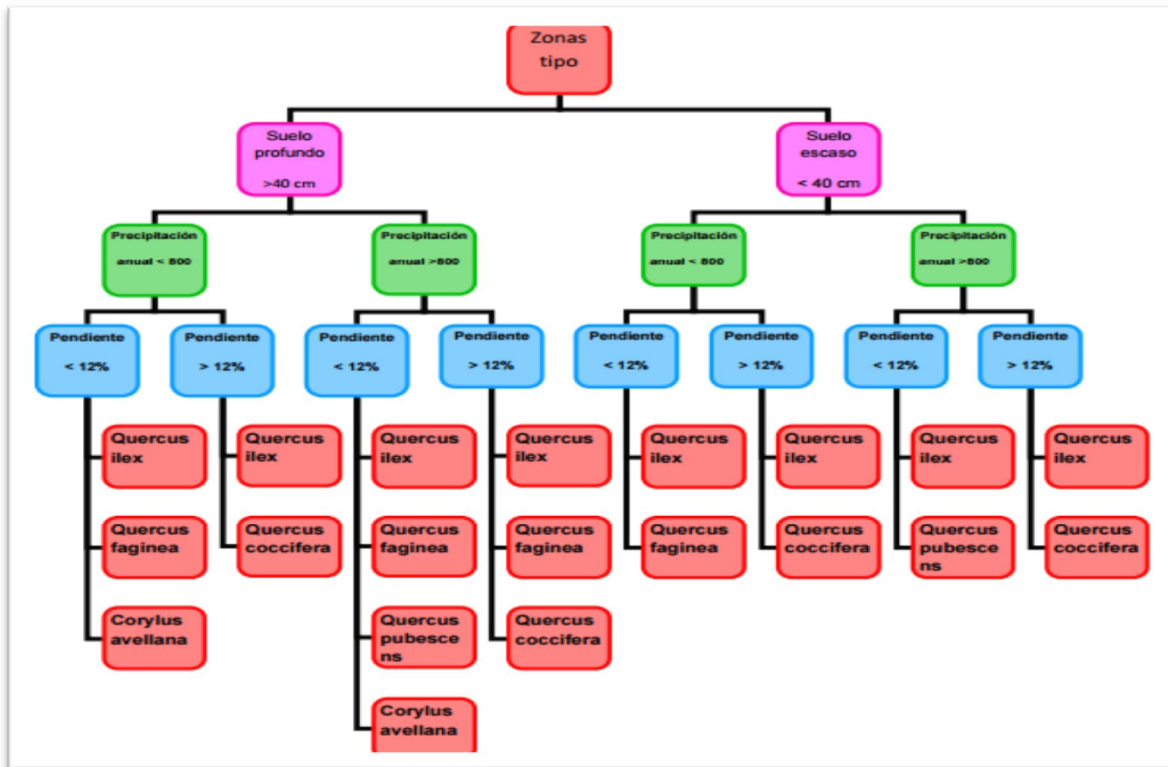 Zonas
tipo
Suelo
profundo
>40 cm
Suelo
escaso
< 40 cm
Precipitación
anual < 800
Precipitación
anual >800
Precipitación
anual < 800
Precipitación
anual >800
Pendiente
< 12%
Pendiente
> 12%
Pendiente
< 12%
Pendiente
> 12%
Pendiente
< 12%
Pendiente
> 12%
Pendiente
< 12%
Pendiente
> 12%
Quercus
ilex
Quercus
faginea
Corylus
avellana
Quercus
ilex
Quercus
coccifera
Quercus
ilex
Quercus
faginea
Quercus
pubesce
ns
Corylus
avellana
Quercus
ilex
Quercus
faginea
Quercus
coccifera
Quercus
ilex
Quercus
faginea
Quercus
ilex
Quercus
coccifera
Quercus
ilex
Quercus
pubesce
ns
Quercus
ilex
Quercus
coccifera